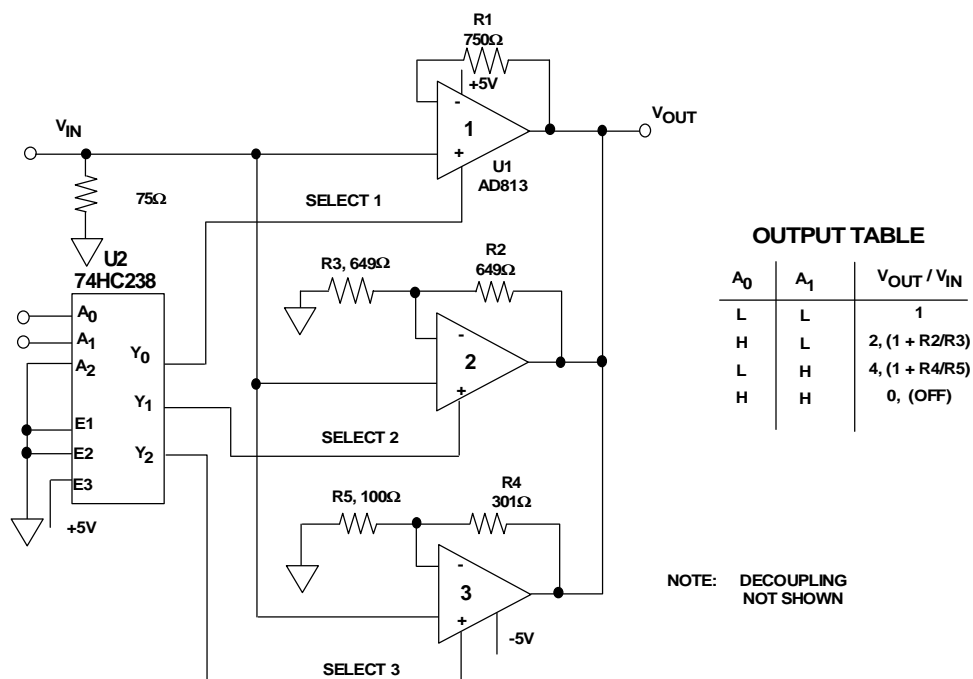 R1
750Ω
+5V
1
-
+
U1
AD813
V_IN
V_OUT
75Ω
SELECT 1
U2
74HC238
A0
A1
A2
E1
E2
E3
+5V
Y0
Y1
Y2
R3, 649Ω
R2
649Ω
-
2
+
SELECT 2
R5, 100Ω
R4
301Ω
-
3
+
-5V
SELECT 3
OUTPUT TABLE
A0 A1 VOUT / VIN
L L 1
H L 2, (1 + R2/R3)
L H 4, (1 + R4/R5)
H H 0, (OFF)
NOTE: DECOUPLING
NOT SHOWN